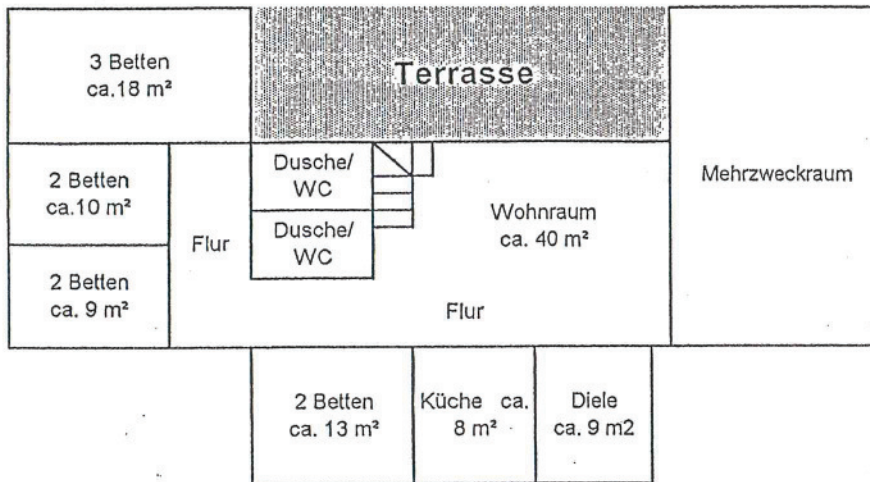 3 Betten
ca.18 m²
Terrasse
Mehrzweckraum
2 Betten
ca.10 m²
2 Betten
ca. 9 m²
Flur
Dusche/
WC
Dusche/
WC
Wohnraum
ca. 40 m²
Flur
2 Betten
ca. 13 m²
Küche ca.
8 m²
Diele
ca. 9 m2